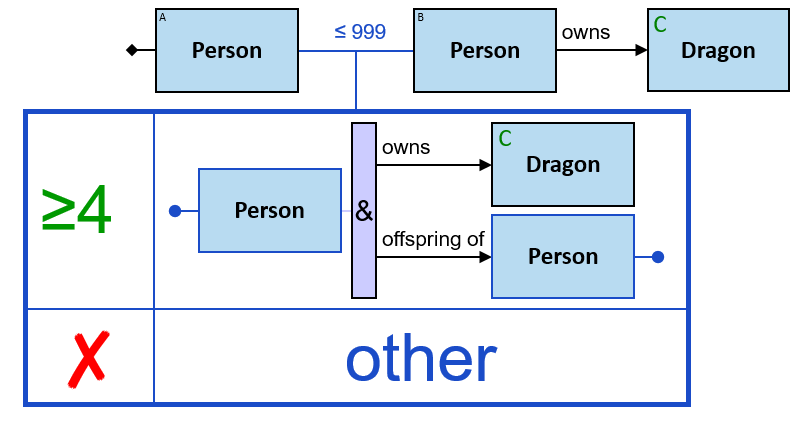 A
Person
≤ 999
B
Person
owns
C
Dragon
≥4
Person
&
owns
C
Dragon
offspring of
Person
✗
other